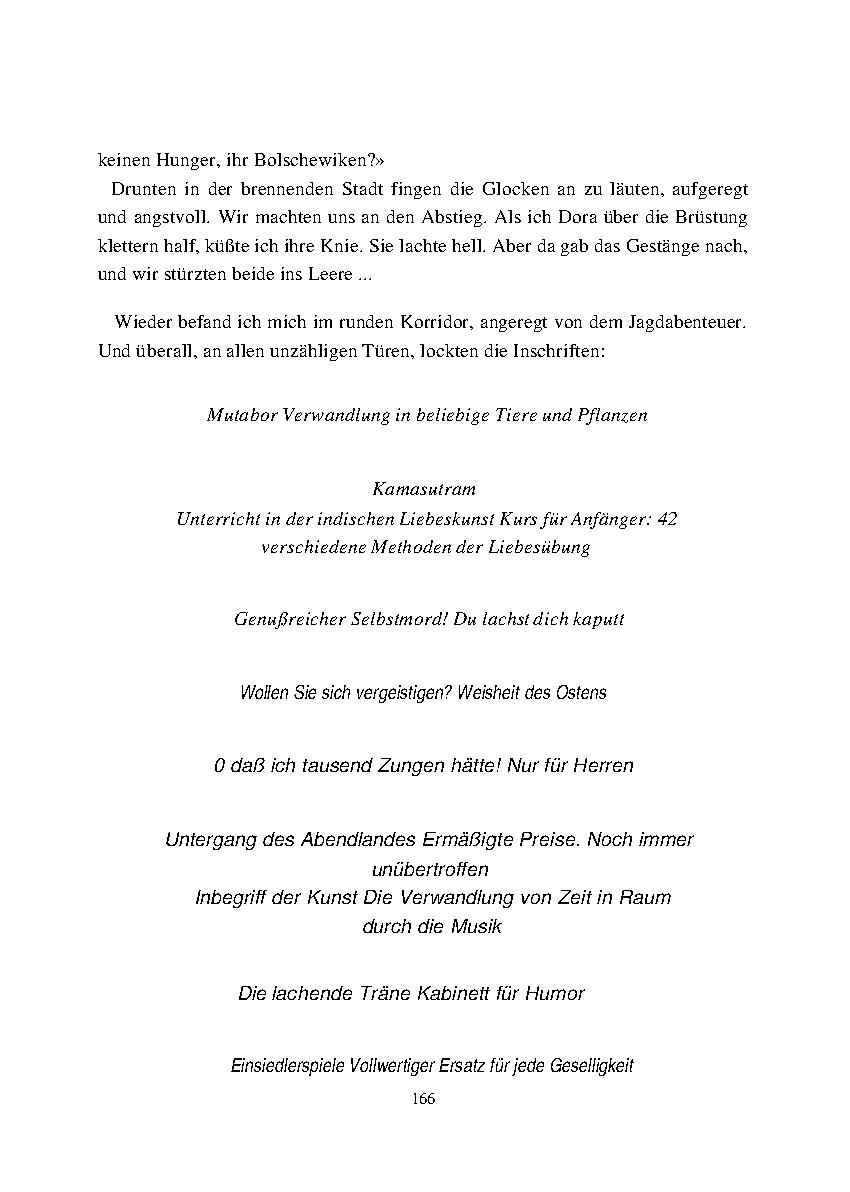 keinen Hunger, ihr Bolschewiken?»
Drunten in der brennenden Stadt fingen die Glocken an zu läuten, aufgeregt
und angstvoll. Wir machten uns an den Abstieg. Als ich Dora über die Brüstung
klettern half, küßte ich ihre Knie. Sie lachte hell. Aber da gab das Gestänge nach,
und wir stürzten beide ins Leere ...
Wieder befand ich mich im runden Korridor, angeregt von dem Jagdabenteuer.
Und überall, an allen unzähligen Türen, lockten die Inschriften:
Mutabor Verwandlung in beliebige Tiere und Pflanzen
Kamasutram
Unterricht in der indischen Liebeskunst Kurs für Anfänger: 42
verschiedene Methoden der Liebesübung
Genußreicher Selbstmord! Du lachst dich kaputt
Wollen Sie sich vergeistigen? Weisheit des Ostens
0 daß ich tausend Zungen hätte! Nur für Herren
Untergang des Abendlandes Ermäßigte Preise. Noch immer
unübertroffen
Inbegriff der Kunst Die Verwandlung von Zeit in Raum
durch die Musik
Die lachende Träne Kabinett für Humor
Einsiedlerspiele Vollwertiger Ersatz für jede Geselligkeit
166